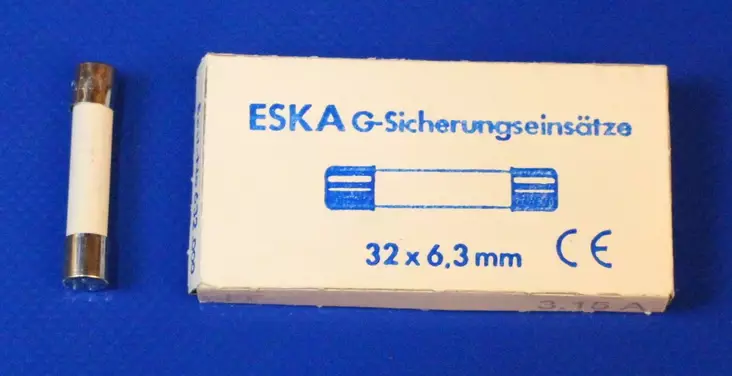 ESKA G-Sicherungseinsätze
32 x 6,3 mm CE
3.15 A